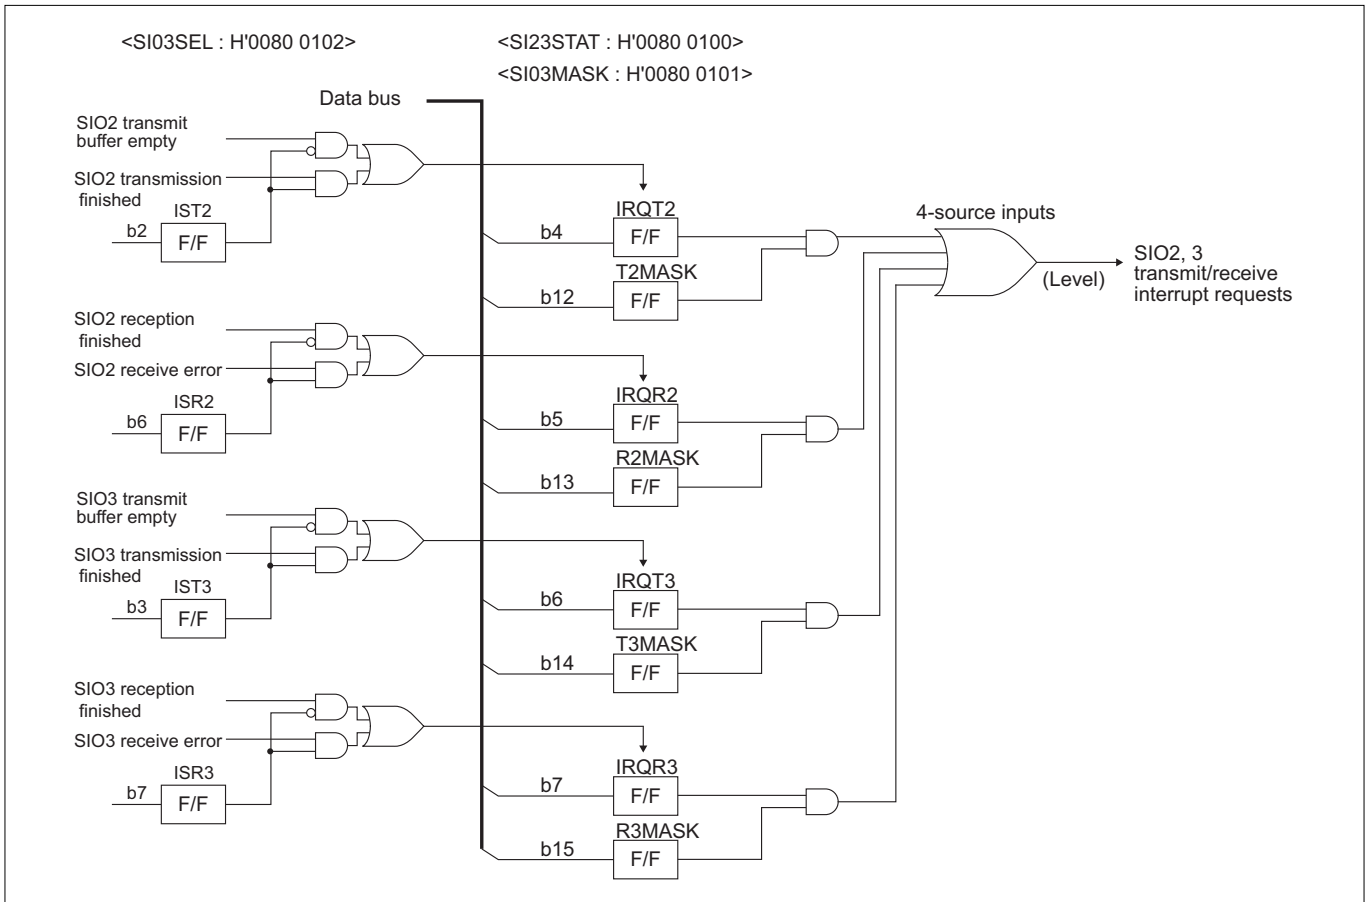 <SI03SEL : H'0080 0102>
<SI23STAT : H'0080 0100>
<SI03MASK : H'0080 0101>
Data bus
SIO2 transmit
buffer empty
SIO2 transmission
finished
IST2
b2
F/F
IRQT2
b4
F/F
T2MASK
b12
F/F
4-source inputs
(Level)
SIO2, 3
transmit/receive
interrupt requests
SIO2 reception
finished
SIO2 receive error
ISR2
b6
F/F
IRQR2
b5
F/F
R2MASK
b13
F/F
SIO3 transmit
buffer empty
SIO3 transmission
finished
IST3
b3
F/F
IRQT3
b6
F/F
T3MASK
b14
F/F
SIO3 reception
finished
SIO3 receive error
ISR3
b7
F/F
IRQR3
b7
F/F
R3MASK
b15
F/F